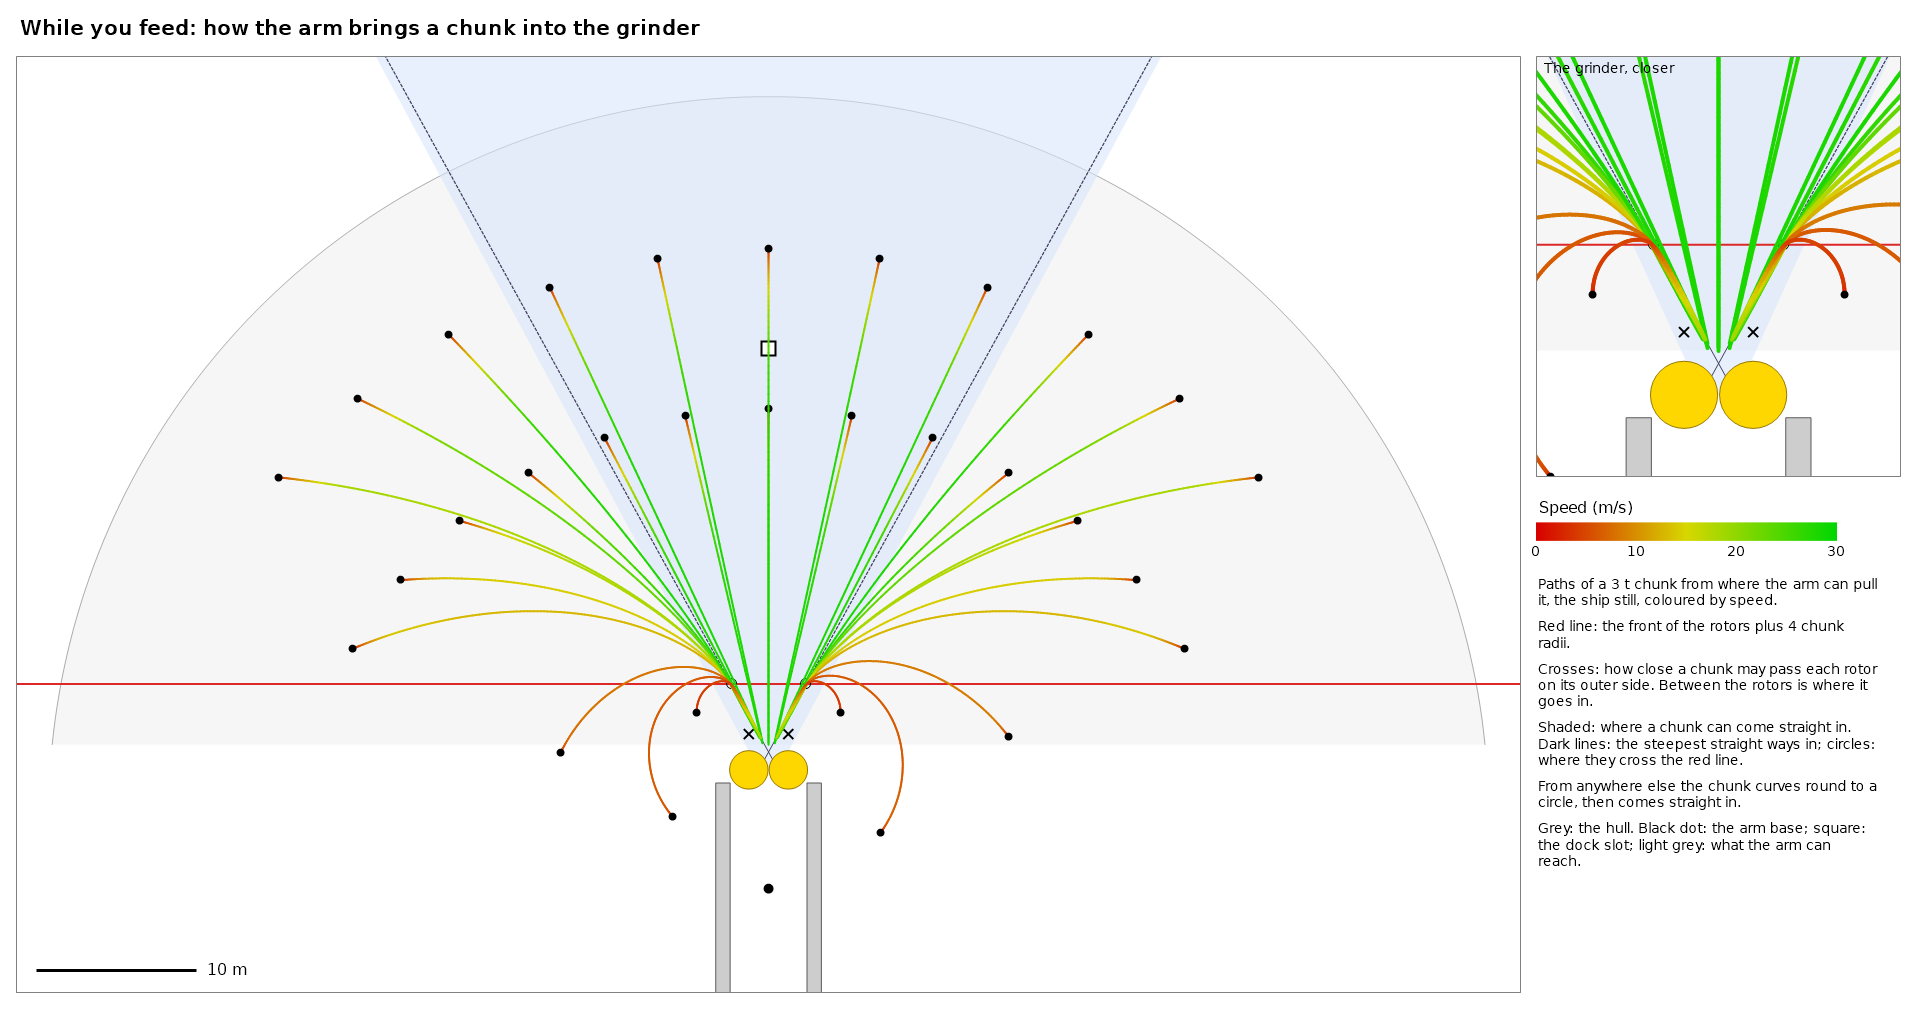 While you feed: how the arm brings a chunk into the grinder
The grinder, closer
Speed (m/s)
0 10 20 30
Paths of a 3 t chunk from where the arm can pull
it, the ship still, coloured by speed.
Red line: the front of the rotors plus 4 chunk
radii.
Crosses: how close a chunk may pass each rotor
on its outer side. Between the rotors is where it
goes in.
Shaded: where a chunk can come straight in.
Dark lines: the steepest straight ways in; circles:
where they cross the red line.
From anywhere else the chunk curves round to a
circle, then comes straight in.
Grey: the hull. Black dot: the arm base; square:
the dock slot; light grey: what the arm can
reach.
10 m